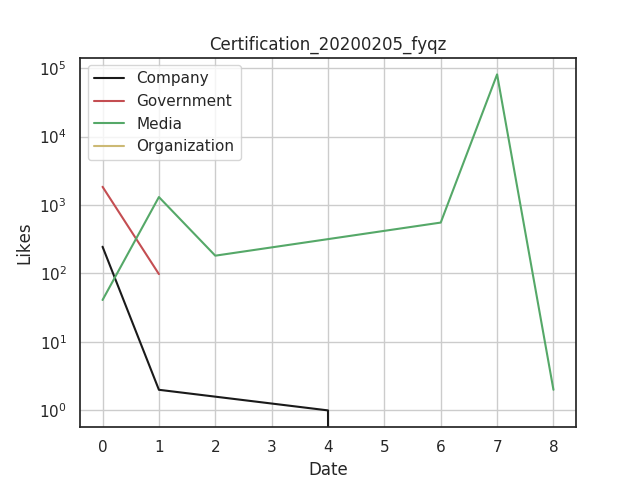 Certification_20200205_fyqz
Company
Government
Media
Organization
10^5
10^4
10^3
10^2
10^1
10^0
Likes
0 1 2 3 4 5 6 7 8
Date